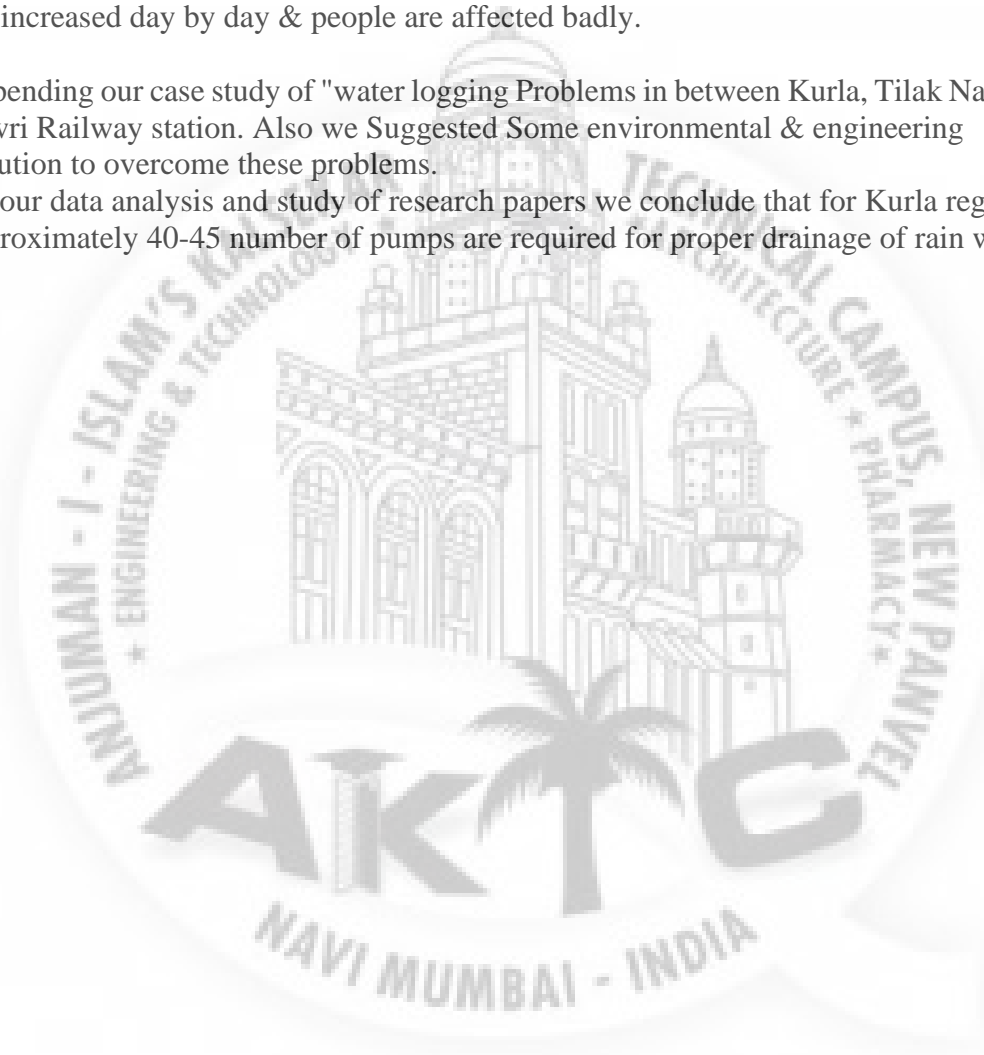 increased day by day & people are affected badly.
pending our case study of "water logging Problems in between Kurla, Tilak Na
vri Railway station. Also we Suggested Some environmental & engineering
ution to overcome these problems.
our data analysis and study of research papers we conclude that for Kurla reg
roximately 40-45 number of pumps are required for proper drainage of rain w
ANJUMAN - I - ISLAM'S KALSEKAR TECHNICAL CAMPUS, NEW PANVEL
* ENGINEERING & TECHNOLOGY * ARCHITECTURE * PHARMACY *
AKTC
NAVI MUMBAI - INDIA